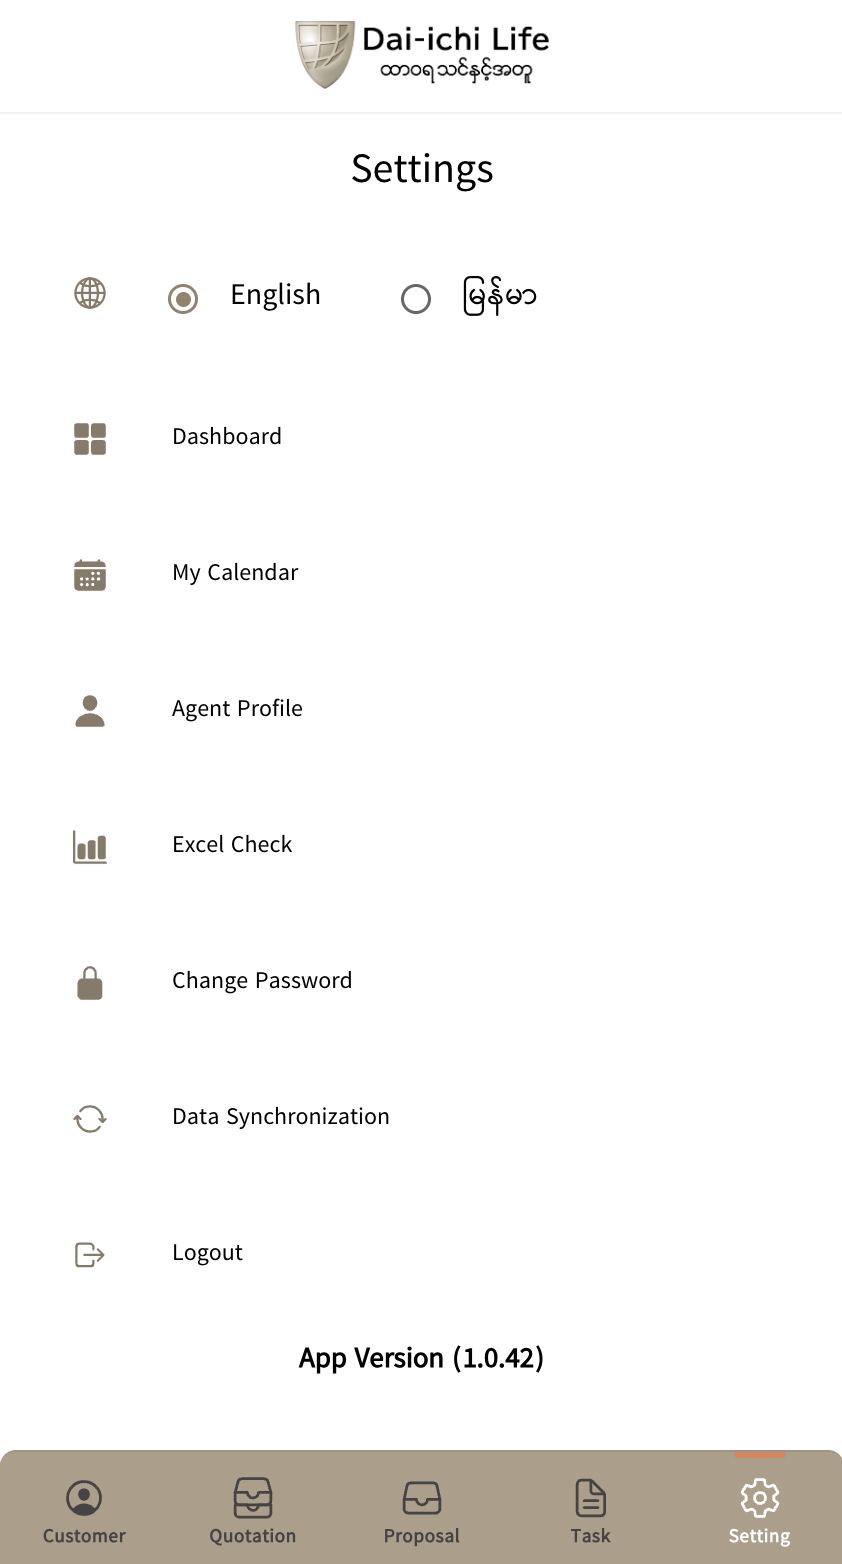 Dai-ichi Life
ထာဝရသင်နှင့်အတူ
Settings
English မြန်မာ
Dashboard
My Calendar
Agent Profile
Excel Check
Change Password
Data Synchronization
Logout
App Version (1.0.42)
Customer Quotation Proposal Task Setting